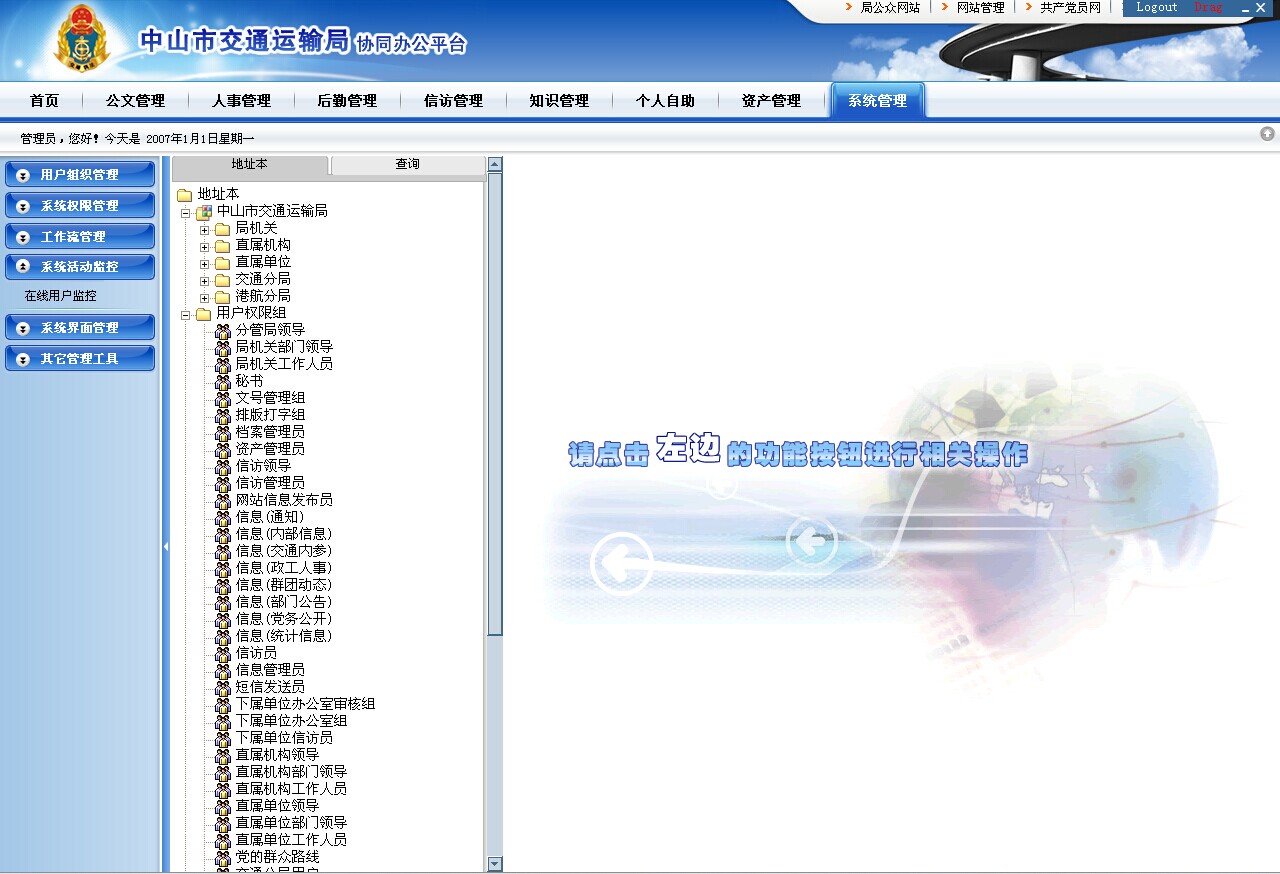 局公众网站 网站管理 共产党员网 Logout Drag
中山市交通运输局 协同办公平台
首页 公文管理 人事管理 后勤管理 信访管理 知识管理 个人自助 资产管理 系统管理
管理员，您好！今天是 2007年1月1日星期一
用户组织管理
系统权限管理
工作流管理
系统活动监控
在线用户监控
系统界面管理
其它管理工具
地址本 查询
地址本
中山市交通运输局
局机关
直属机构
直属单位
交通分局
港航分局
用户权限组
分管局领导
局机关部门领导
局机关工作人员
秘书
文号管理组
排版打字组
档案管理员
资产管理员
信访领导
信访管理员
网站信息发布员
信息(通知)
信息(内部信息)
信息(交通内参)
信息(政工人事)
信息(群团动态)
信息(部门公告)
信息(党务公开)
信息(统计信息)
信访员
信息管理员
短信发送员
下属单位办公室审核组
下属单位办公室组
下属单位信访员
直属机构领导
直属机构部门领导
直属机构工作人员
直属单位领导
直属单位部门领导
直属单位工作人员
党的群众路线
交通分局用户
请点击左边的功能按钮进行相关操作